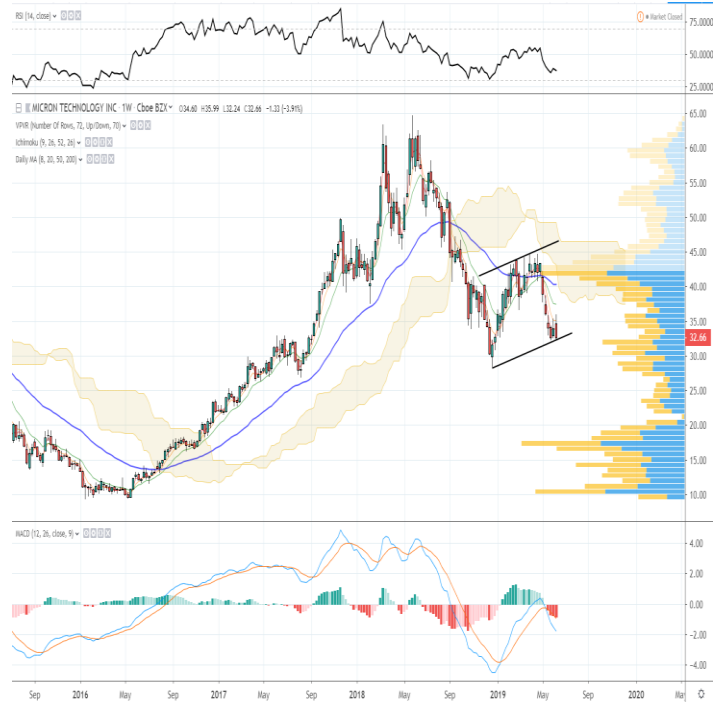 RSI (14, close)
Market Closed
75.0000
50.0000
25.0000
MICRON TECHNOLOGY INC · 1W · Cboe BZX O34.60 H35.99 L32.24 C32.66 -1.33 (-3.91%)
VPVR (Number Of Rows, 72, Up/Down, 70)
Ichimoku (9, 26, 52, 26)
Daily MA (8, 20, 50, 200)
65.00
60.00
55.00
50.00
45.00
40.00
35.00
32.66
30.00
25.00
20.00
15.00
10.00
MACD (12, 26, close, 9)
4.00
2.00
0.00
-2.00
-4.00
Sep 2016 May Sep 2017 May Sep 2018 May Sep 2019 May Sep 2020 Ma